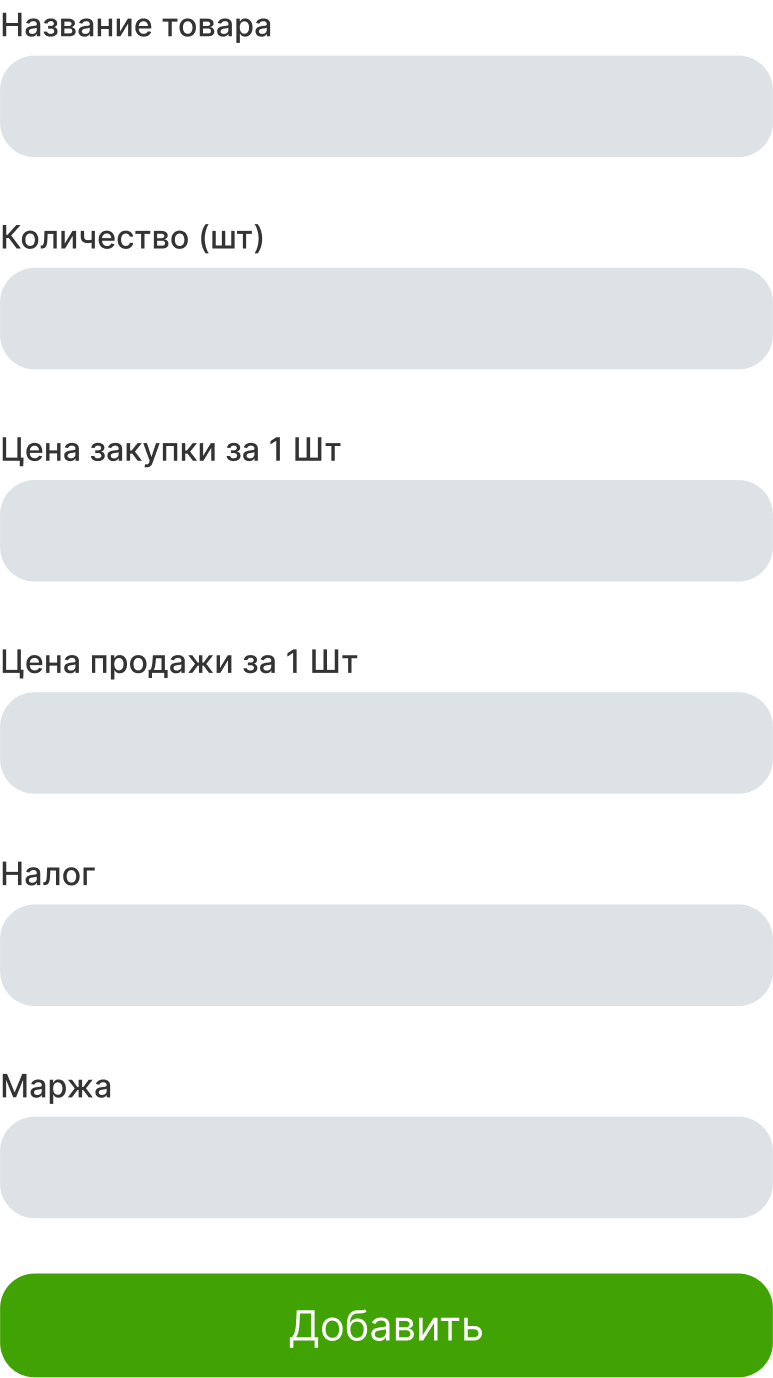 Название товара
Количество (шт)
Цена закупки за 1 Шт
Цена продажи за 1 Шт
Налог
Маржа
Добавить